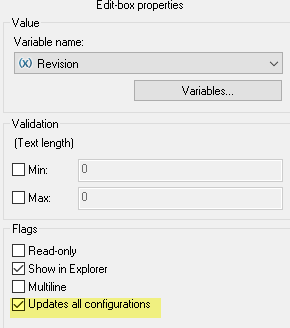 Edit-box properties
Value
Variable name:
(x) Revision
Variables...
Validation
(Text length)
Min: 0
Max: 0
Flags
Read-only
Show in Explorer
Multiline
Updates all configurations